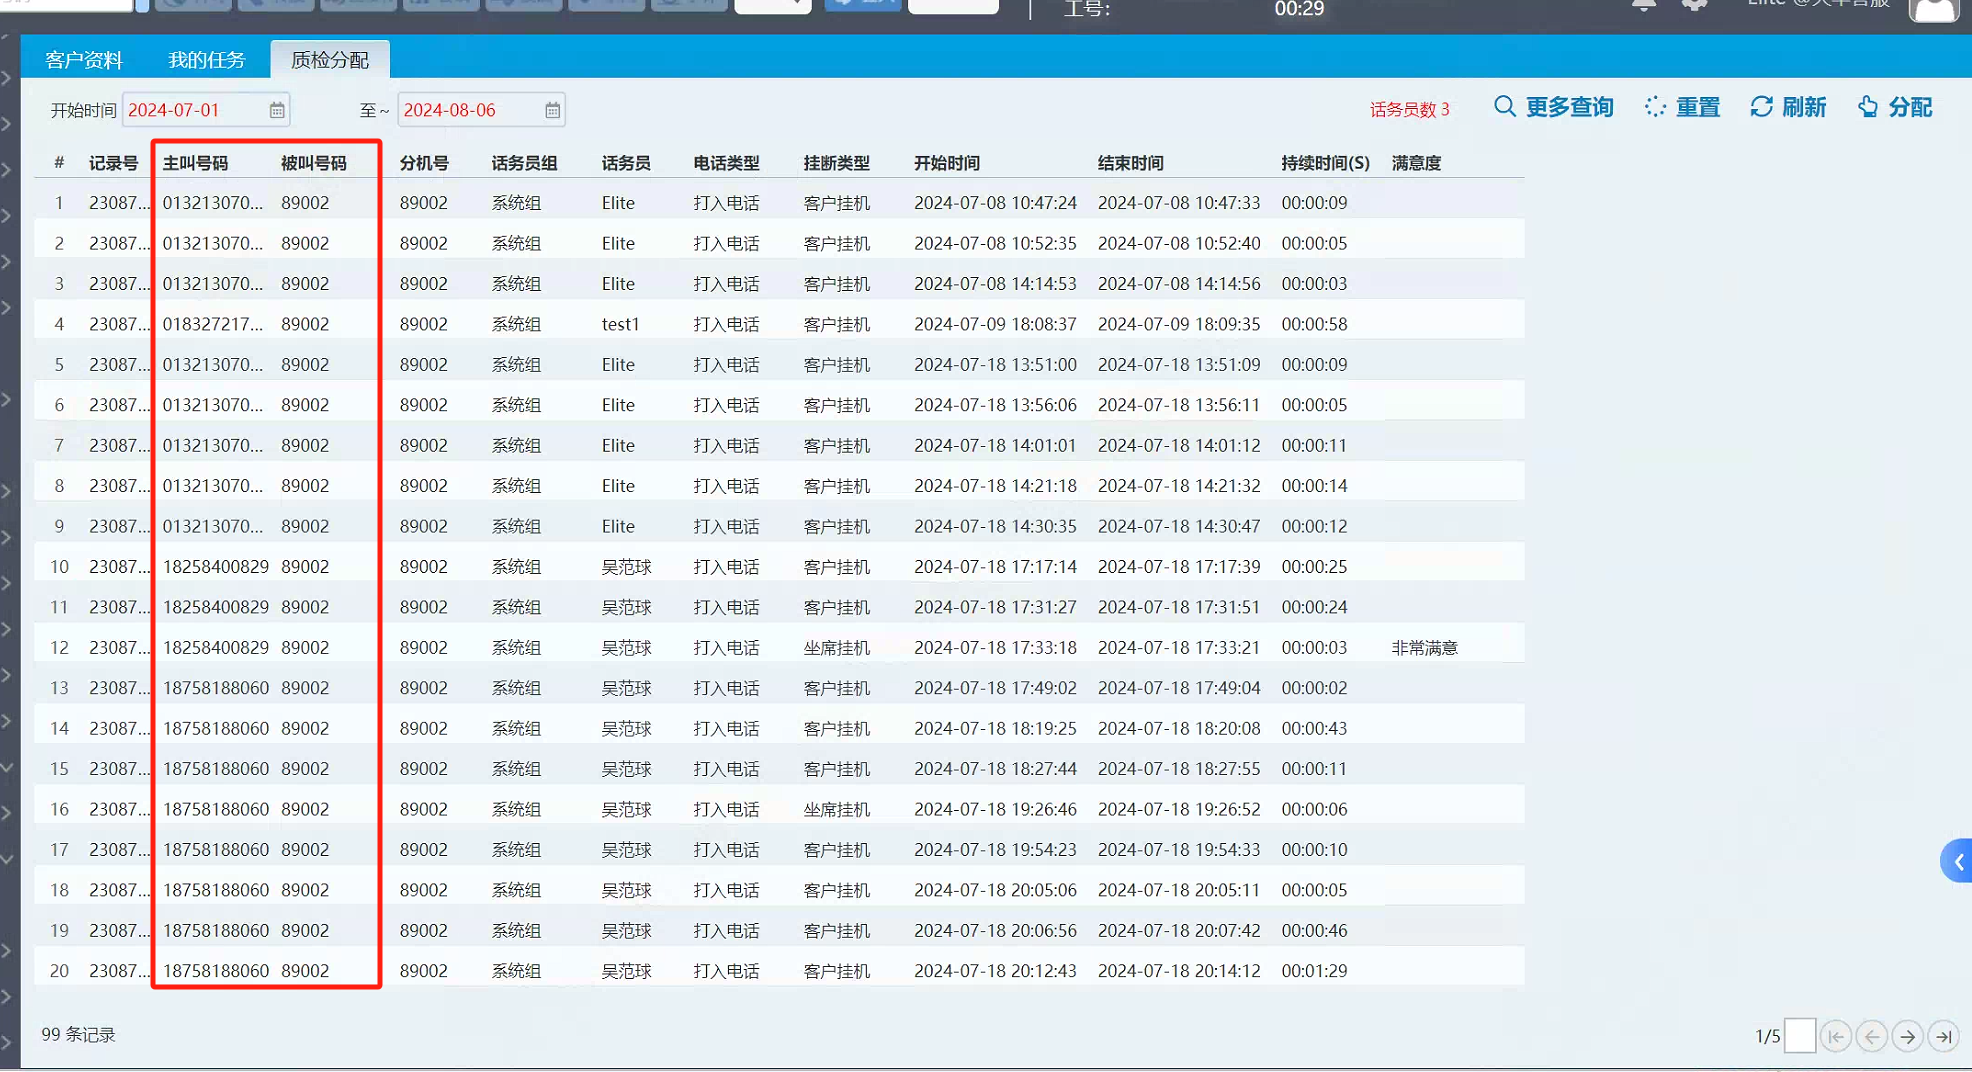 工号:
00:29
客户资料 我的任务 质检分配
开始时间 2024-07-01 至~ 2024-08-06 话务员数 3 更多查询 重置 刷新 分配
# 记录号 主叫号码 被叫号码 分机号 话务员组 话务员 电话类型 挂断类型 开始时间 结束时间 持续时间(S) 满意度
1 23087... 013213070... 89002 89002 系统组 Elite 打入电话 客户挂机 2024-07-08 10:47:24 2024-07-08 10:47:33 00:00:09
2 23087... 013213070... 89002 89002 系统组 Elite 打入电话 客户挂机 2024-07-08 10:52:35 2024-07-08 10:52:40 00:00:05
3 23087... 013213070... 89002 89002 系统组 Elite 打入电话 客户挂机 2024-07-08 14:14:53 2024-07-08 14:14:56 00:00:03
4 23087... 018327217... 89002 89002 系统组 test1 打入电话 客户挂机 2024-07-09 18:08:37 2024-07-09 18:09:35 00:00:58
5 23087... 013213070... 89002 89002 系统组 Elite 打入电话 客户挂机 2024-07-18 13:51:00 2024-07-18 13:51:09 00:00:09
6 23087... 013213070... 89002 89002 系统组 Elite 打入电话 客户挂机 2024-07-18 13:56:06 2024-07-18 13:56:11 00:00:05
7 23087... 013213070... 89002 89002 系统组 Elite 打入电话 客户挂机 2024-07-18 14:01:01 2024-07-18 14:01:12 00:00:11
8 23087... 013213070... 89002 89002 系统组 Elite 打入电话 客户挂机 2024-07-18 14:21:18 2024-07-18 14:21:32 00:00:14
9 23087... 013213070... 89002 89002 系统组 Elite 打入电话 客户挂机 2024-07-18 14:30:35 2024-07-18 14:30:47 00:00:12
10 23087... 18258400829 89002 89002 系统组 吴范球 打入电话 客户挂机 2024-07-18 17:17:14 2024-07-18 17:17:39 00:00:25
11 23087... 18258400829 89002 89002 系统组 吴范球 打入电话 客户挂机 2024-07-18 17:31:27 2024-07-18 17:31:51 00:00:24
12 23087... 18258400829 89002 89002 系统组 吴范球 打入电话 坐席挂机 2024-07-18 17:33:18 2024-07-18 17:33:21 00:00:03 非常满意
13 23087... 18758188060 89002 89002 系统组 吴范球 打入电话 客户挂机 2024-07-18 17:49:02 2024-07-18 17:49:04 00:00:02
14 23087... 18758188060 89002 89002 系统组 吴范球 打入电话 客户挂机 2024-07-18 18:19:25 2024-07-18 18:20:08 00:00:43
15 23087... 18758188060 89002 89002 系统组 吴范球 打入电话 客户挂机 2024-07-18 18:27:44 2024-07-18 18:27:55 00:00:11
16 23087... 18758188060 89002 89002 系统组 吴范球 打入电话 坐席挂机 2024-07-18 19:26:46 2024-07-18 19:26:52 00:00:06
17 23087... 18758188060 89002 89002 系统组 吴范球 打入电话 客户挂机 2024-07-18 19:54:23 2024-07-18 19:54:33 00:00:10
18 23087... 18758188060 89002 89002 系统组 吴范球 打入电话 客户挂机 2024-07-18 20:05:06 2024-07-18 20:05:11 00:00:05
19 23087... 18758188060 89002 89002 系统组 吴范球 打入电话 客户挂机 2024-07-18 20:06:56 2024-07-18 20:07:42 00:00:46
20 23087... 18758188060 89002 89002 系统组 吴范球 打入电话 客户挂机 2024-07-18 20:12:43 2024-07-18 20:14:12 00:01:29
99 条记录 1/5